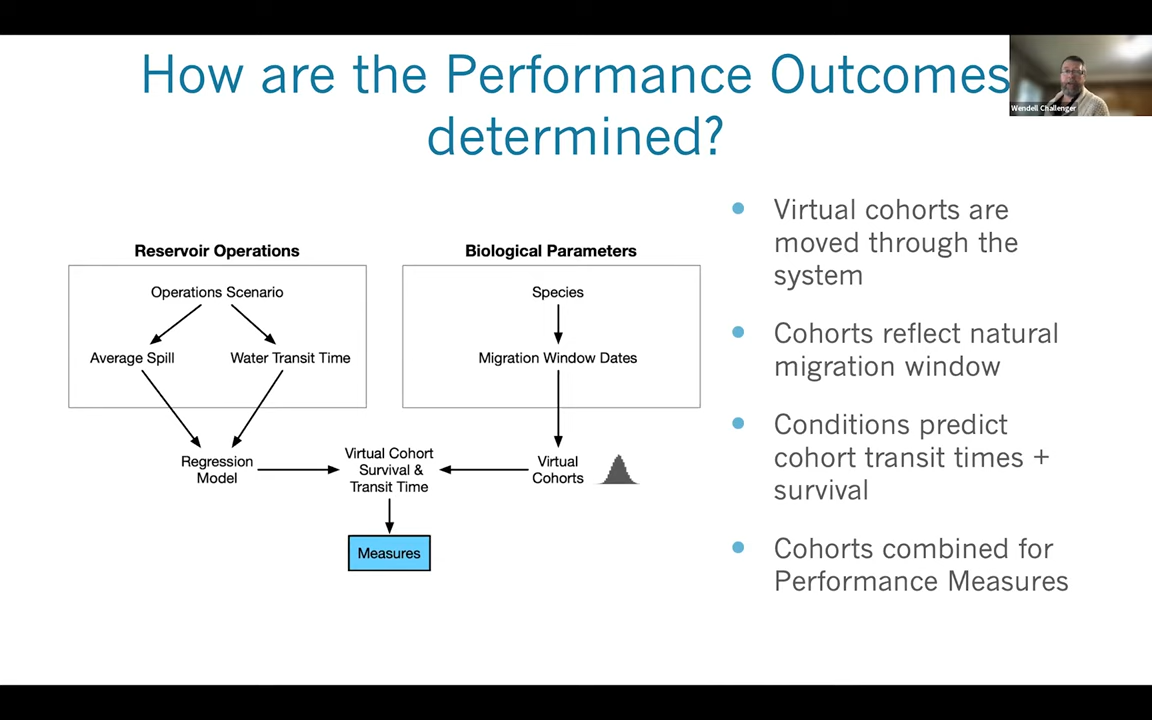 How are the Performance Outcomes
determined?
Wendell Challenger
Reservoir Operations
Operations Scenario
Average Spill
Water Transit Time
Regression
Model
Biological Parameters
Species
Migration Window Dates
Virtual
Cohorts
Virtual Cohort
Survival &
Transit Time
Measures
• Virtual cohorts are
moved through the
system
• Cohorts reflect natural
migration window
• Conditions predict
cohort transit times +
survival
• Cohorts combined for
Performance Measures